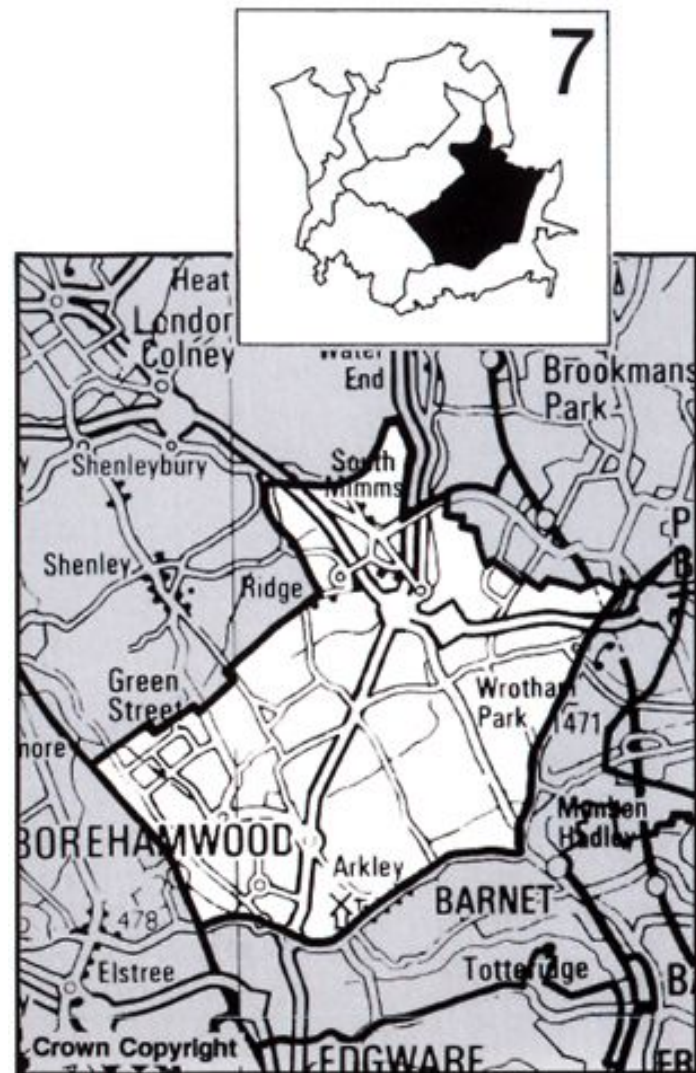 7
Heat
London
Colney
Water
End
Brookmans
Park
Shenleybury
South
Mimms
Shenley
Ridge
Green
Street
Wrotham
Park
471
BOREHAMWOOD
Hadley
Arkley
478
BARNET
Elstree
Totteridge
BA
Crown Copyright
EDGWARE